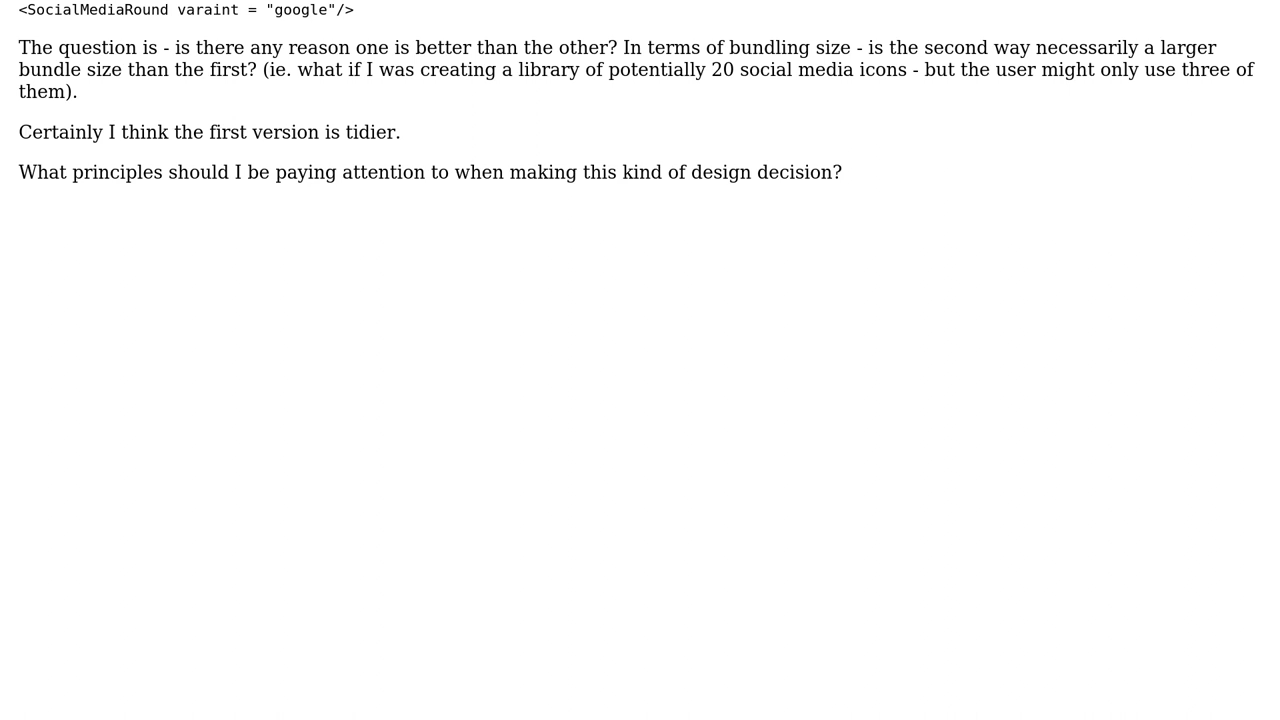 <SocialMediaRound varaint = "google"/>
The question is - is there any reason one is better than the other? In terms of bundling size - is the second way necessarily a larger
bundle size than the first? (ie. what if I was creating a library of potentially 20 social media icons - but the user might only use three of
them).
Certainly I think the first version is tidier.
What principles should I be paying attention to when making this kind of design decision?